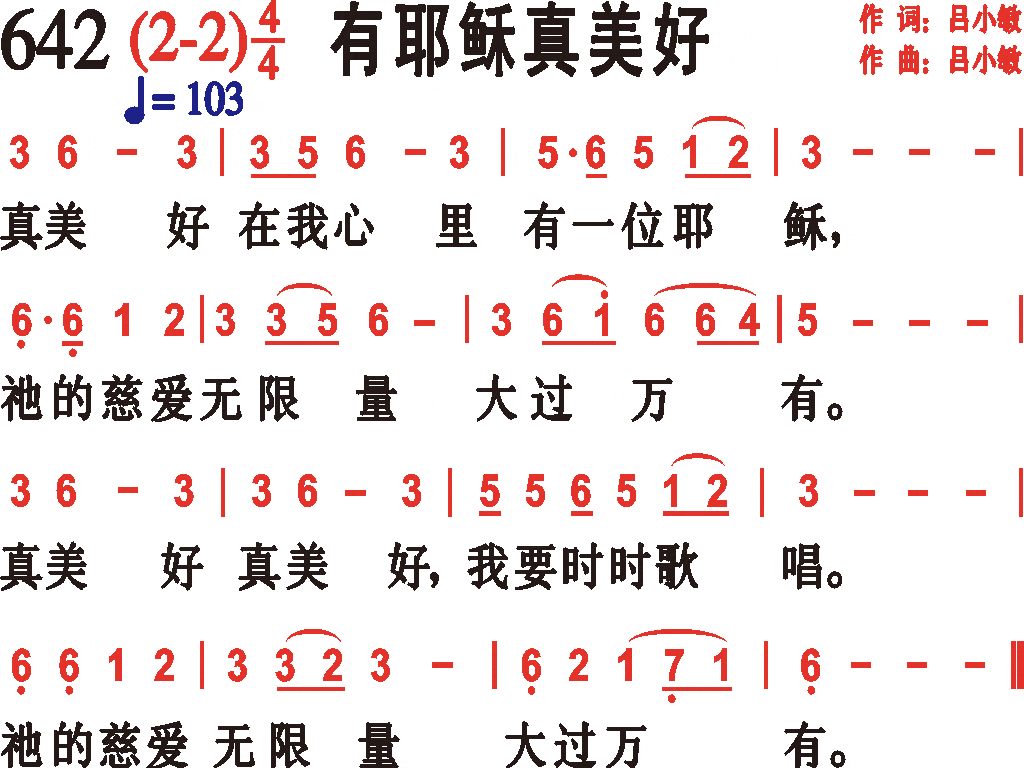 642 (2-2) 4/4 有耶稣真美好 作 词：吕小敏
♩= 103 作 曲：吕小敏
3 6 - 3 | 3 5 6 - 3 | 5·6 5 1 2 | 3 - - - |
真美 好 在我心 里 有一位耶 稣，
6·6 1 2 | 3 3 5 6 - | 3 6 1 6 6 4 | 5 - - - |
祂的慈爱无限 量 大过 万 有。
3 6 - 3 | 3 6 - 3 | 5 5 6 5 1 2 | 3 - - - |
真美 好 真美 好，我要时时歌 唱。
6 6 1 2 | 3 3 2 3 - | 6 2 1 7 1 | 6 - - - ‖
祂的慈爱 无限 量 大过万 有。